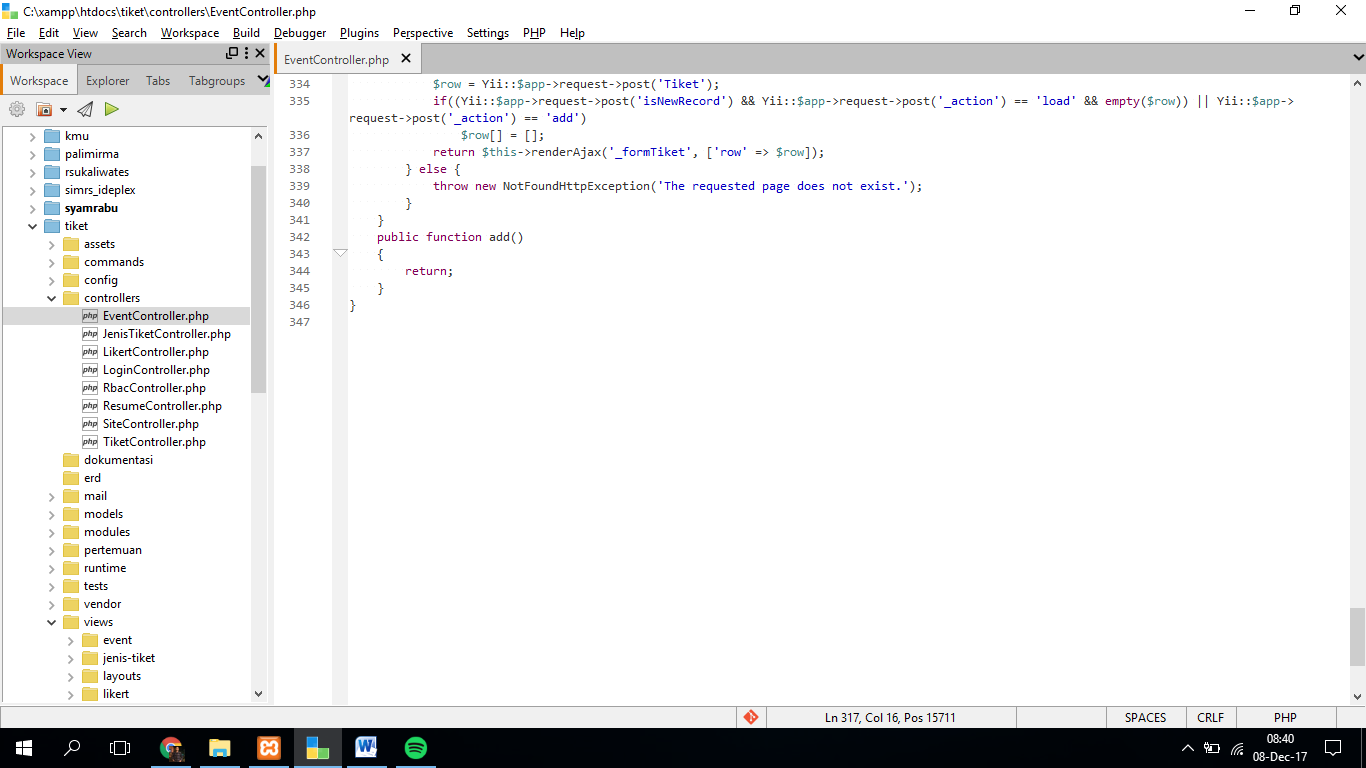 C:\xampp\htdocs\tiket\controllers\EventController.php
File Edit View Search Workspace Build Debugger Plugins Perspective Settings PHP Help
Workspace View
Workspace Explorer Tabs Tabgroups
kmu
palimirma
rsukaliwates
simrs_ideplex
syamrabu
tiket
assets
commands
config
controllers
EventController.php
JenisTiketController.php
LikertController.php
LoginController.php
RbacController.php
ResumeController.php
SiteController.php
TiketController.php
dokumentasi
erd
mail
models
modules
pertemuan
runtime
tests
vendor
views
event
jenis-tiket
layouts
likert
EventController.php
334 $row = Yii::$app->request->post('Tiket');
335 if((Yii::$app->request->post('isNewRecord') && Yii::$app->request->post('_action') == 'load' && empty($row)) || Yii::$app->
request->post('_action') == 'add')
336 $row[] = [];
337 return $this->renderAjax('_formTiket', ['row' => $row]);
338 } else {
339 throw new NotFoundHttpException('The requested page does not exist.');
340 }
341 }
342 public function add()
343 {
344 return;
345 }
346 }
347
Ln 317, Col 16, Pos 15711 SPACES CRLF PHP
08:40
08-Dec-17